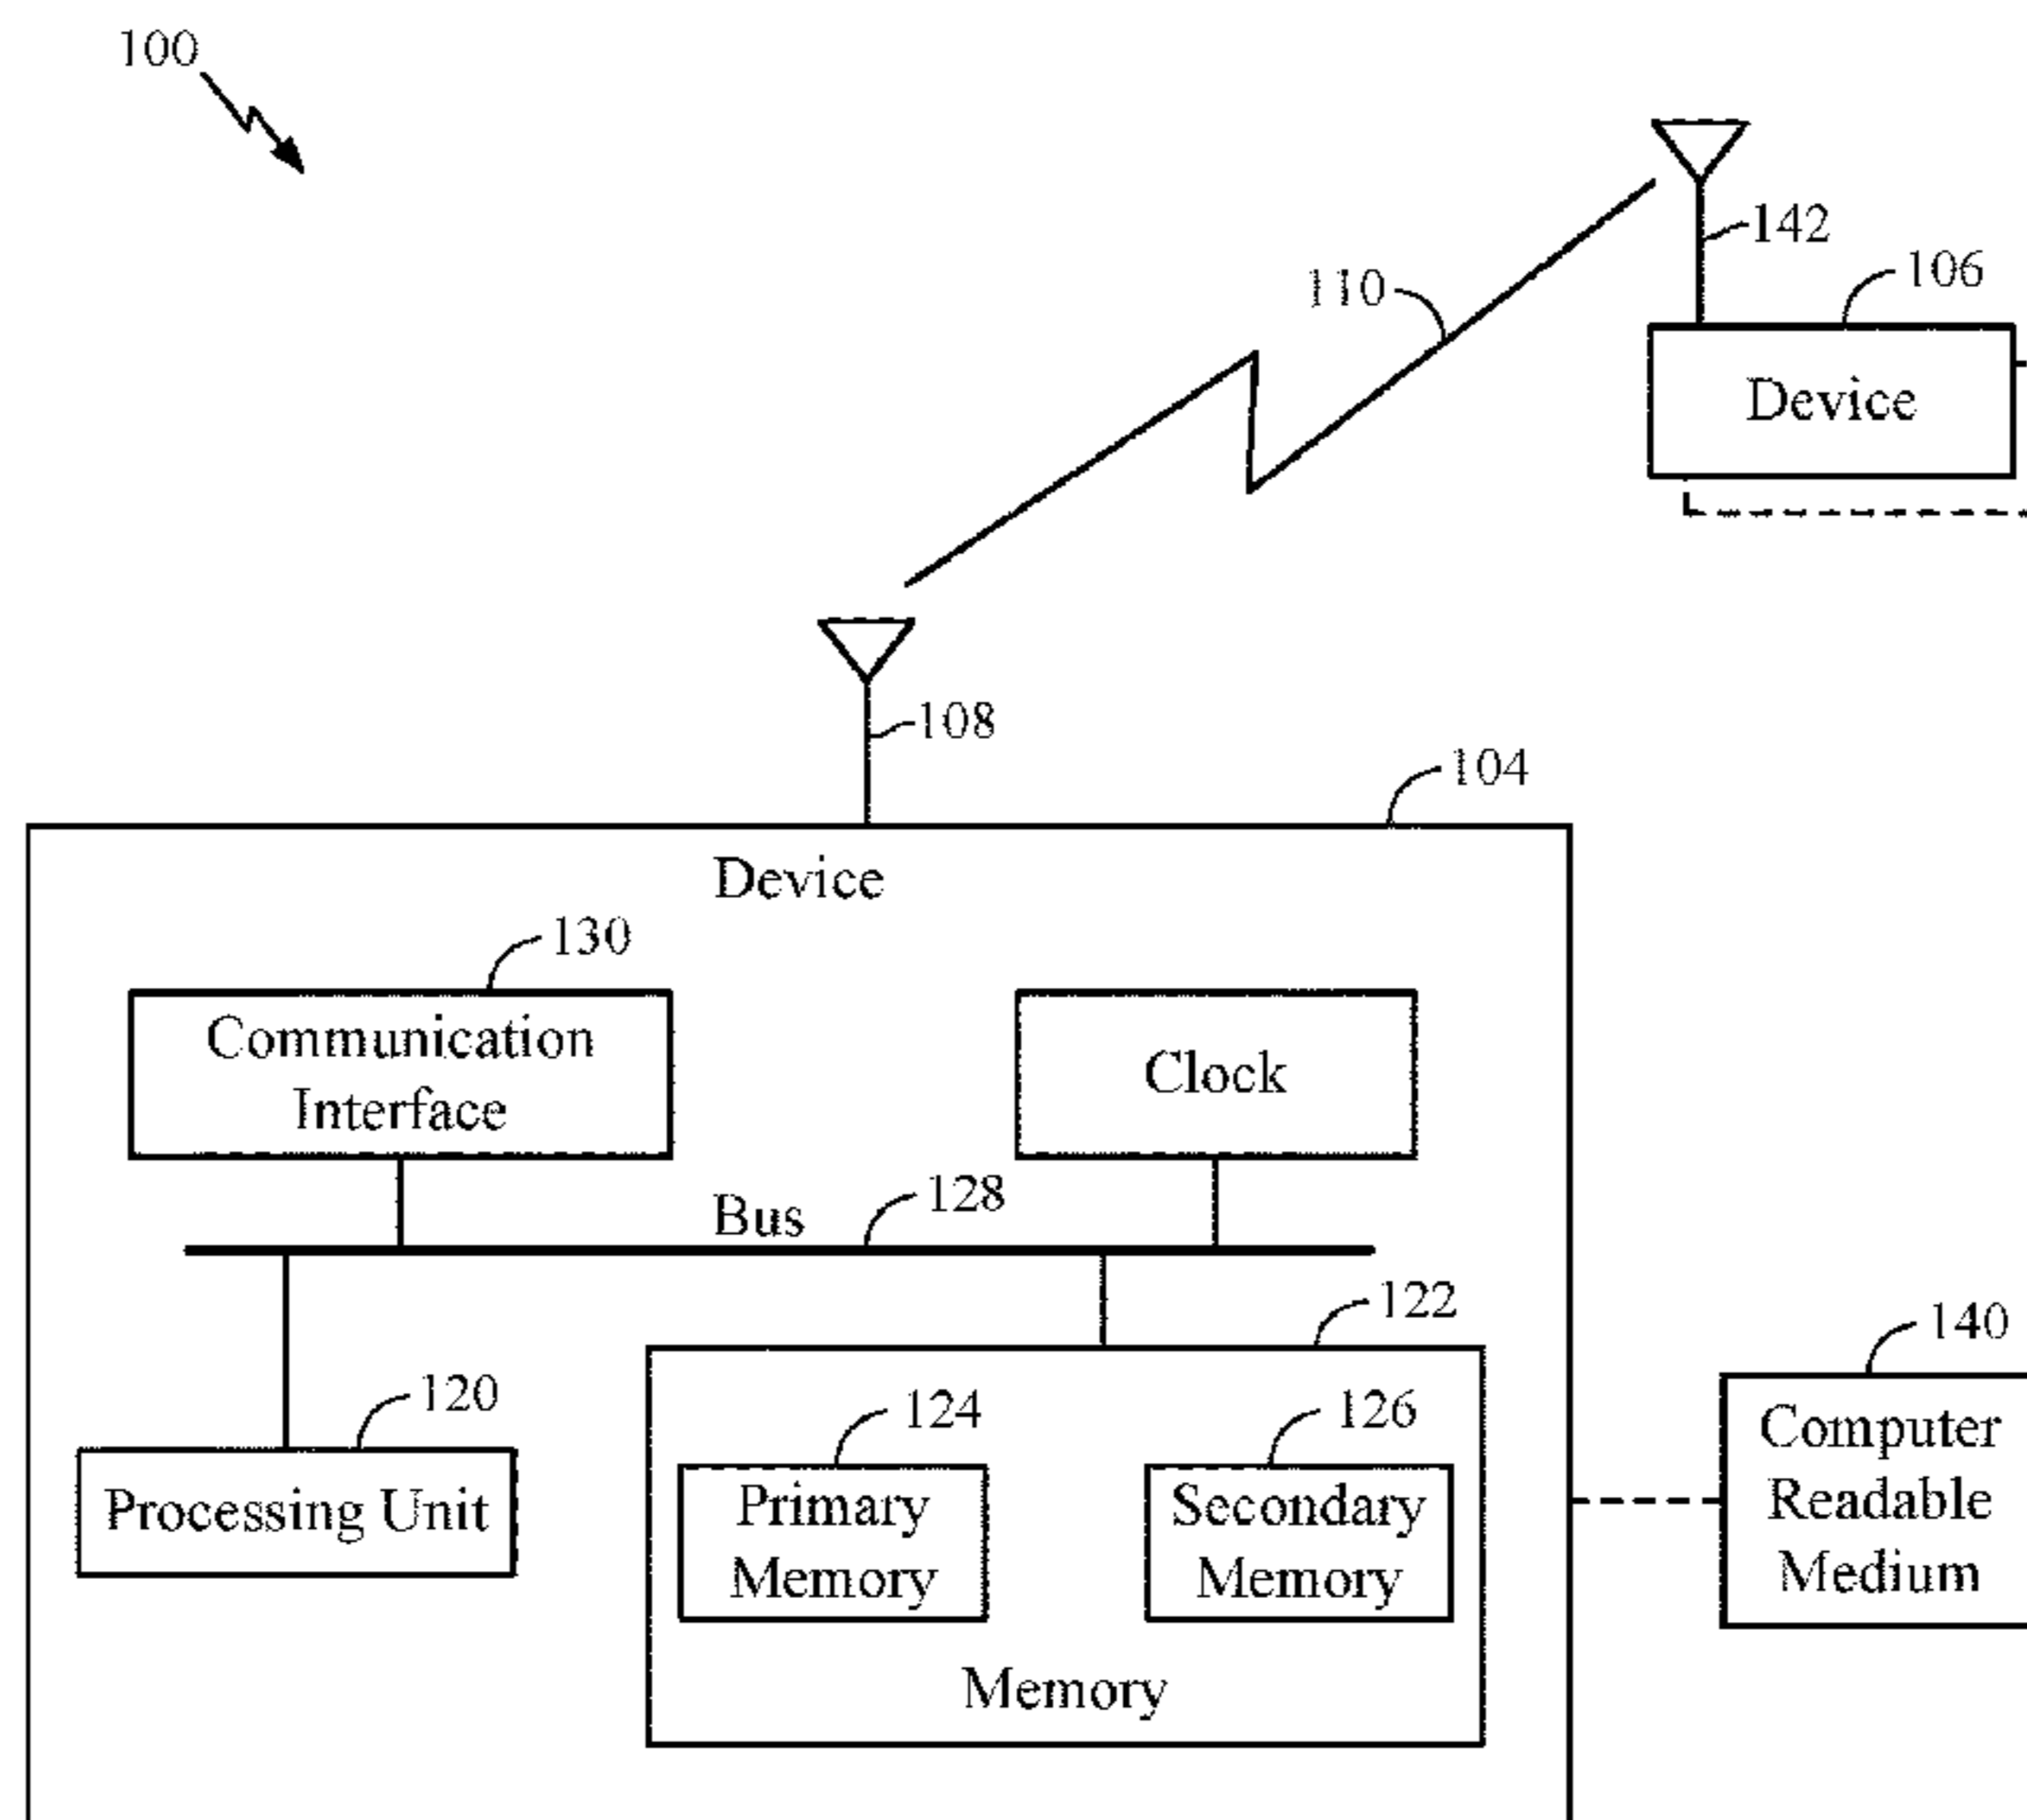 100
142
106
110
Device
108
104
Device
130
Communication
Interface
Clock
Bus
128
122
140
120
124
126
Computer
Readable
Medium
Processing Unit
Primary
Memory
Secondary
Memory
Memory